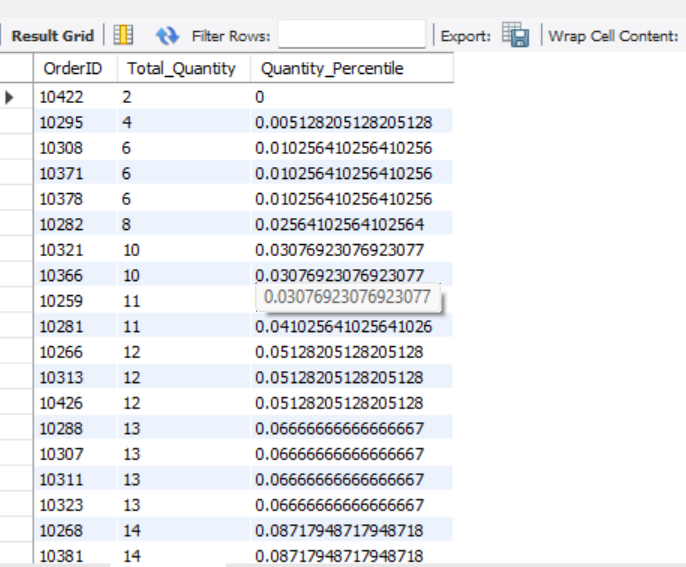 Result Grid Filter Rows: Export: Wrap Cell Content:
OrderID Total_Quantity Quantity_Percentile
10422 2 0
10295 4 0.005128205128205128
10308 6 0.010256410256410256
10371 6 0.010256410256410256
10378 6 0.010256410256410256
10282 8 0.02564102564102564
10321 10 0.03076923076923077
10366 10 0.03076923076923077
10259 11 0.03076923076923077
10281 11 0.041025641025641026
10266 12 0.05128205128205128
10313 12 0.05128205128205128
10426 12 0.05128205128205128
10288 13 0.06666666666666667
10307 13 0.06666666666666667
10311 13 0.06666666666666667
10323 13 0.06666666666666667
10268 14 0.08717948717948718
10381 14 0.08717948717948718